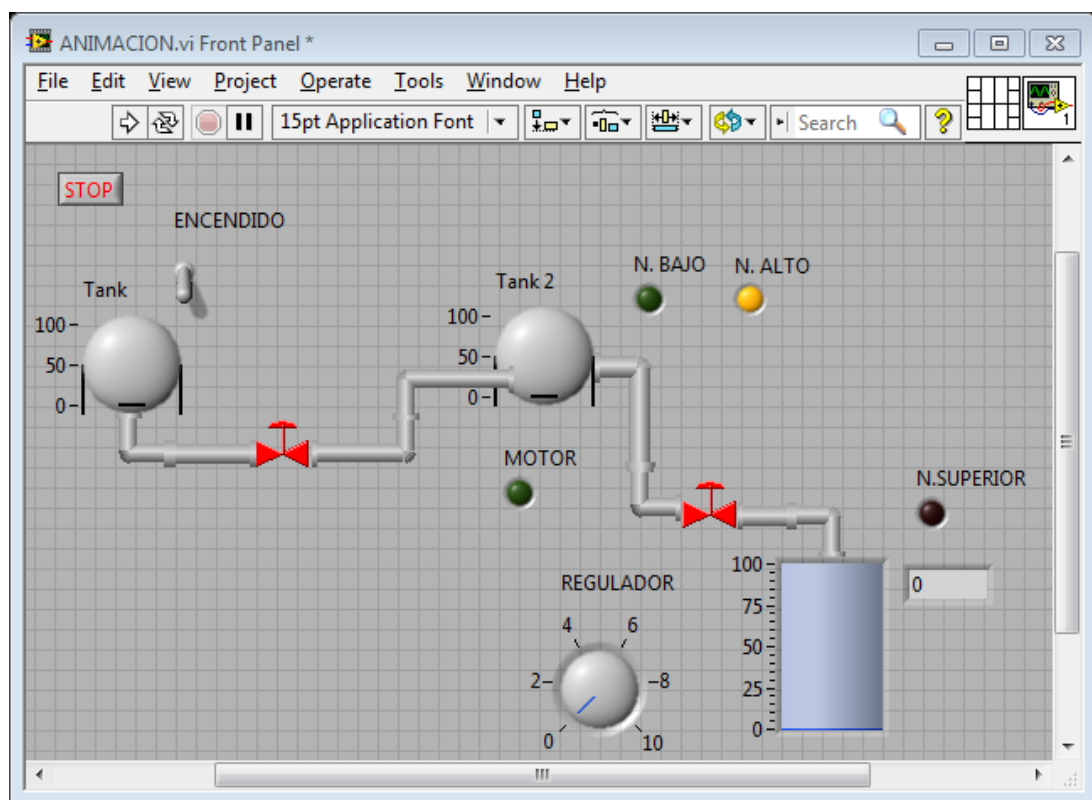 ANIMACION.vi Front Panel *
File Edit View Project Operate Tools Window Help
15pt Application Font
Search
1
STOP
ENCENDIDO
N. BAJO
N. ALTO
Tank
Tank 2
100
50
0
100
50
0
MOTOR
N.SUPERIOR
REGULADOR
0
2
4
6
8
10
100
75
50
25
0
0